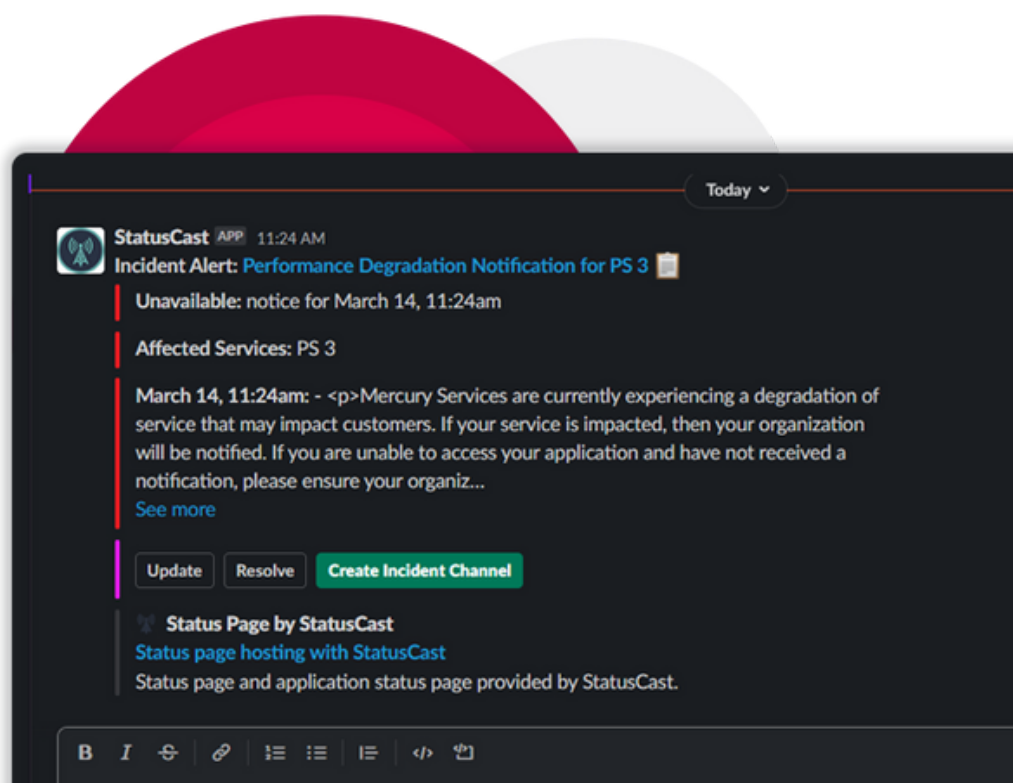 Today
StatusCast APP 11:24 AM
Incident Alert: Performance Degradation Notification for PS 3
Unavailable: notice for March 14, 11:24am
Affected Services: PS 3
March 14, 11:24am: - <p>Mercury Services are currently experiencing a degradation of
service that may impact customers. If your service is impacted, then your organization
will be notified. If you are unable to access your application and have not received a
notification, please ensure your organiz...
See more
Update Resolve Create Incident Channel
Status Page by StatusCast
Status page hosting with StatusCast
Status page and application status page provided by StatusCast.
B I S